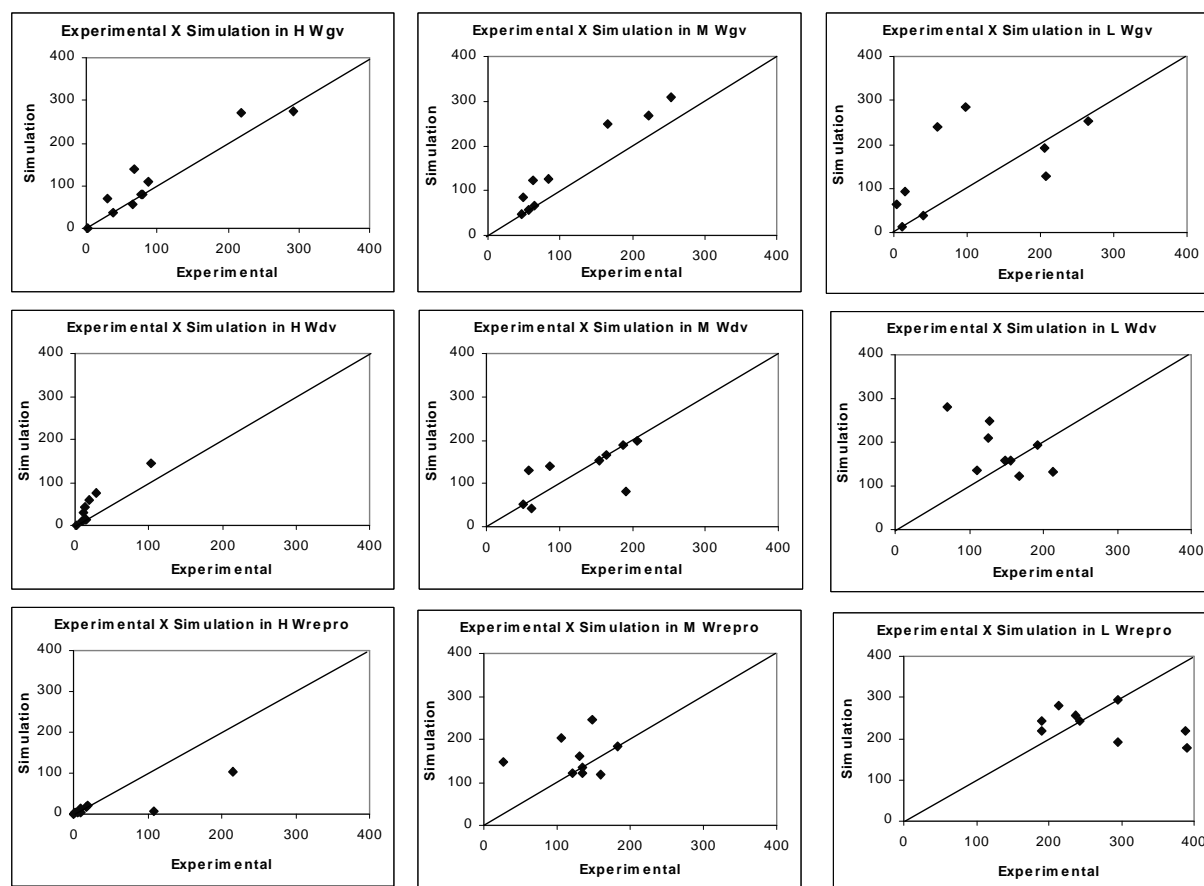 Experimental X Simulation in H Wgv
400
300
200
100
0
Simulation
0 100 200 300 400
Experimental
Experimental X Simulation in M Wgv
400
300
200
100
0
Simulation
0 100 200 300 400
Experimental
Experimental X Simulation in L Wgv
400
300
200
100
0
Simulation
0 100 200 300 400
Experiental
Experimental X Simulation in H Wdv
400
300
200
100
0
Simulation
0 100 200 300 400
Experimental
Experimental X Simulation in M Wdv
400
300
200
100
0
Simulation
0 100 200 300 400
Experimental
Experimental X Simulation in L Wdv
400
300
200
100
0
Simulation
0 100 200 300 400
Experimental
Experimental X Simulation in H Wrepro
400
300
200
100
0
Simulation
0 100 200 300 400
Experimental
Experimental X Simulation in M Wrepro
400
300
200
100
0
Simulation
0 100 200 300 400
Experimental
Experimental X Simulation in L Wrepro
400
300
200
100
0
Simulation
0 100 200 300 400
Experimental